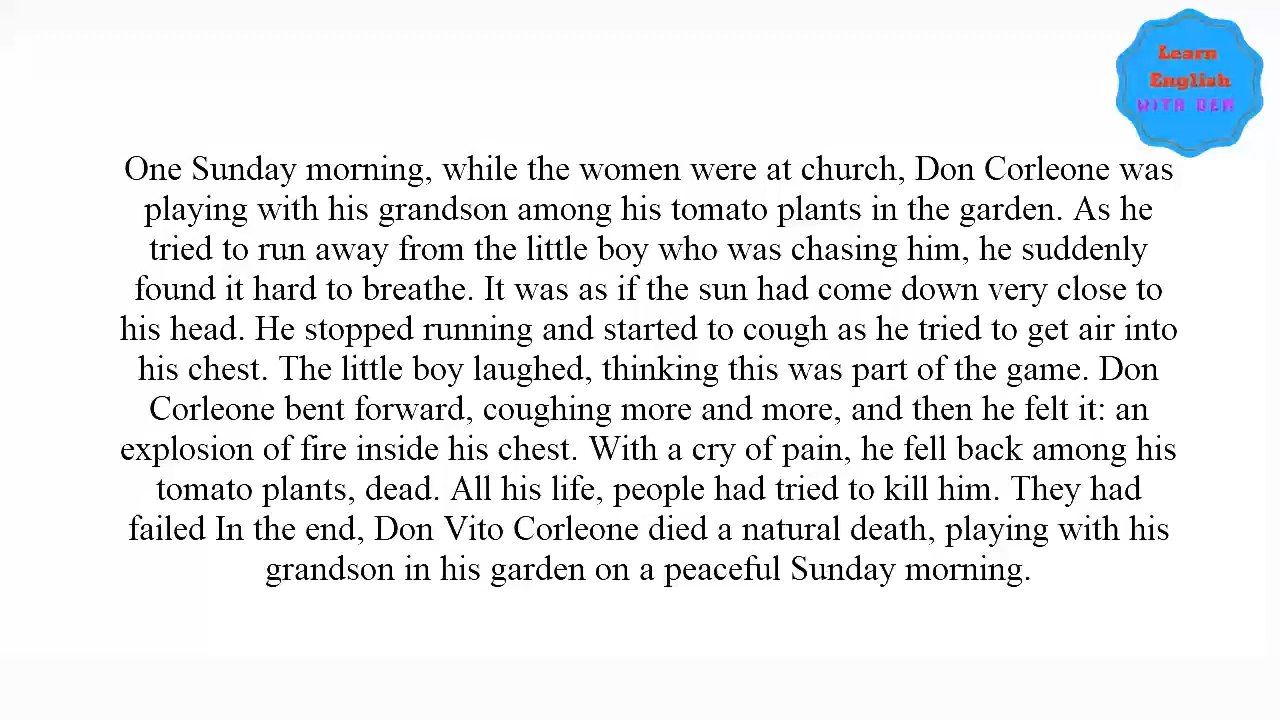 Learn
English
WITH BEN
One Sunday morning, while the women were at church, Don Corleone was
playing with his grandson among his tomato plants in the garden. As he
tried to run away from the little boy who was chasing him, he suddenly
found it hard to breathe. It was as if the sun had come down very close to
his head. He stopped running and started to cough as he tried to get air into
his chest. The little boy laughed, thinking this was part of the game. Don
Corleone bent forward, coughing more and more, and then he felt it: an
explosion of fire inside his chest. With a cry of pain, he fell back among his
tomato plants, dead. All his life, people had tried to kill him. They had
failed In the end, Don Vito Corleone died a natural death, playing with his
grandson in his garden on a peaceful Sunday morning.